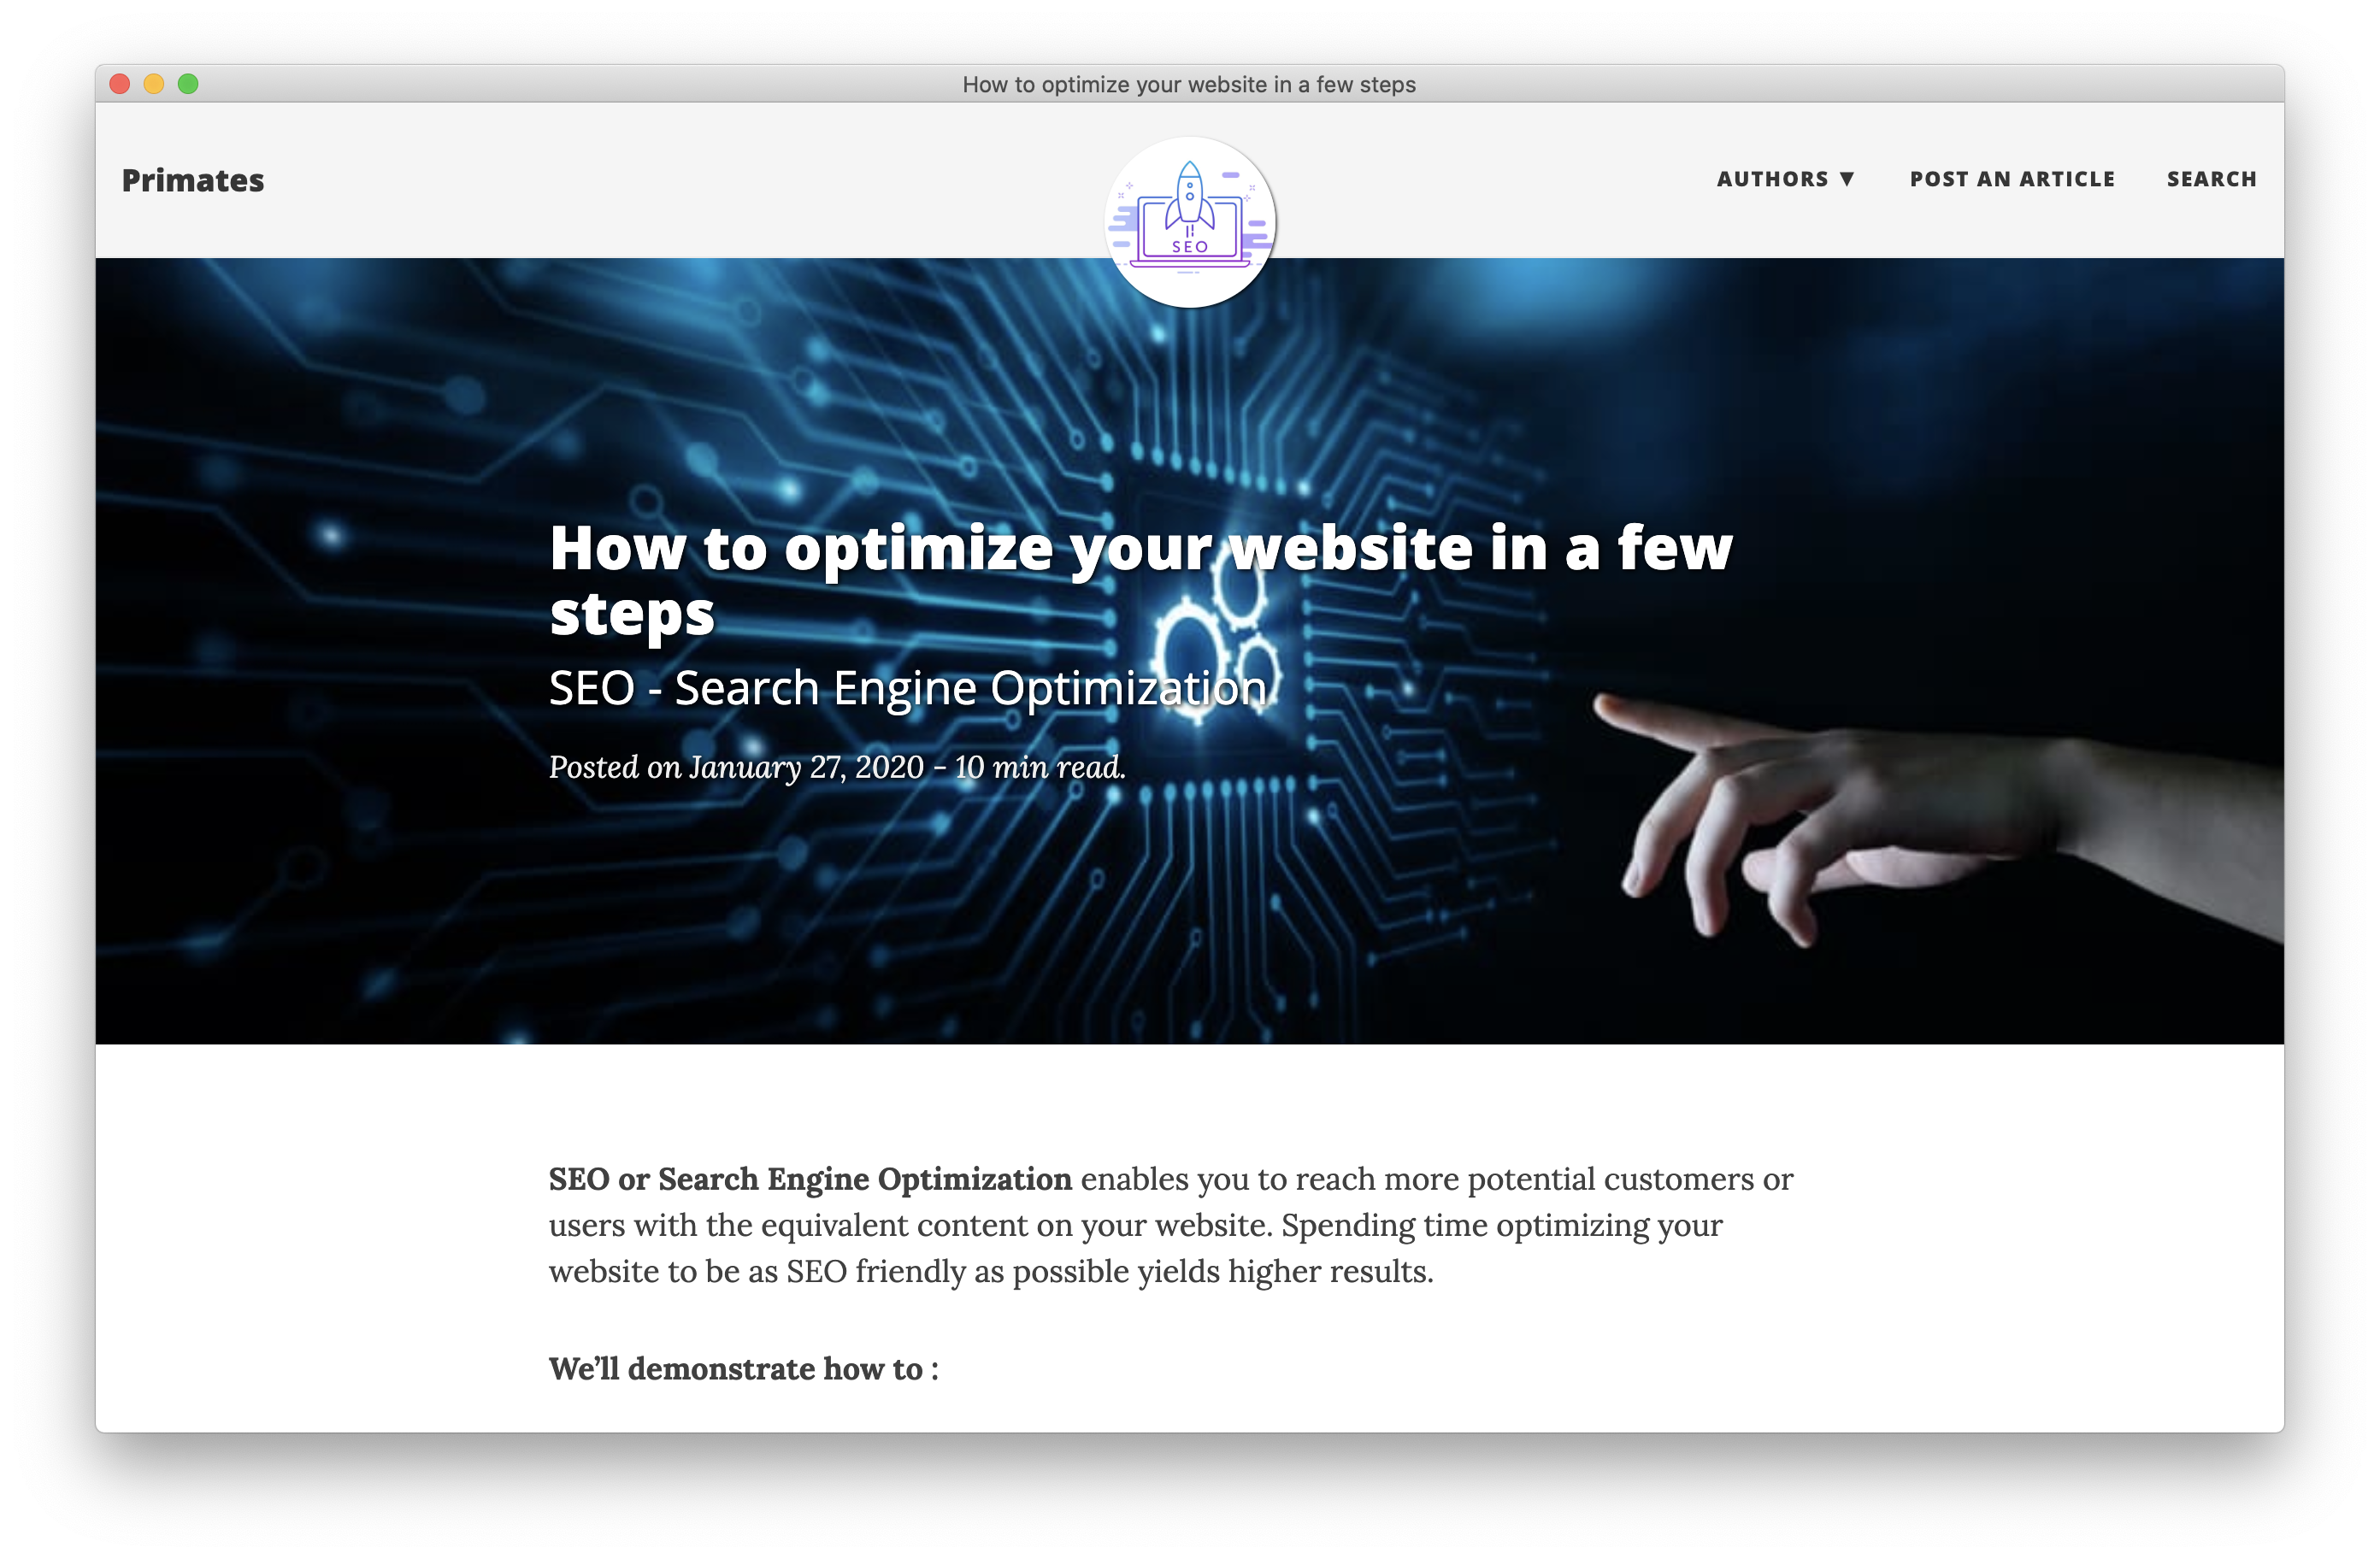 How to optimize your website in a few steps
Primates
SEO
AUTHORS ▼
POST AN ARTICLE
SEARCH
How to optimize your website in a few
steps
SEO - Search Engine Optimization
Posted on January 27, 2020 - 10 min read.
SEO or Search Engine Optimization enables you to reach more potential customers or
users with the equivalent content on your website. Spending time optimizing your
website to be as SEO friendly as possible yields higher results.
We’ll demonstrate how to :